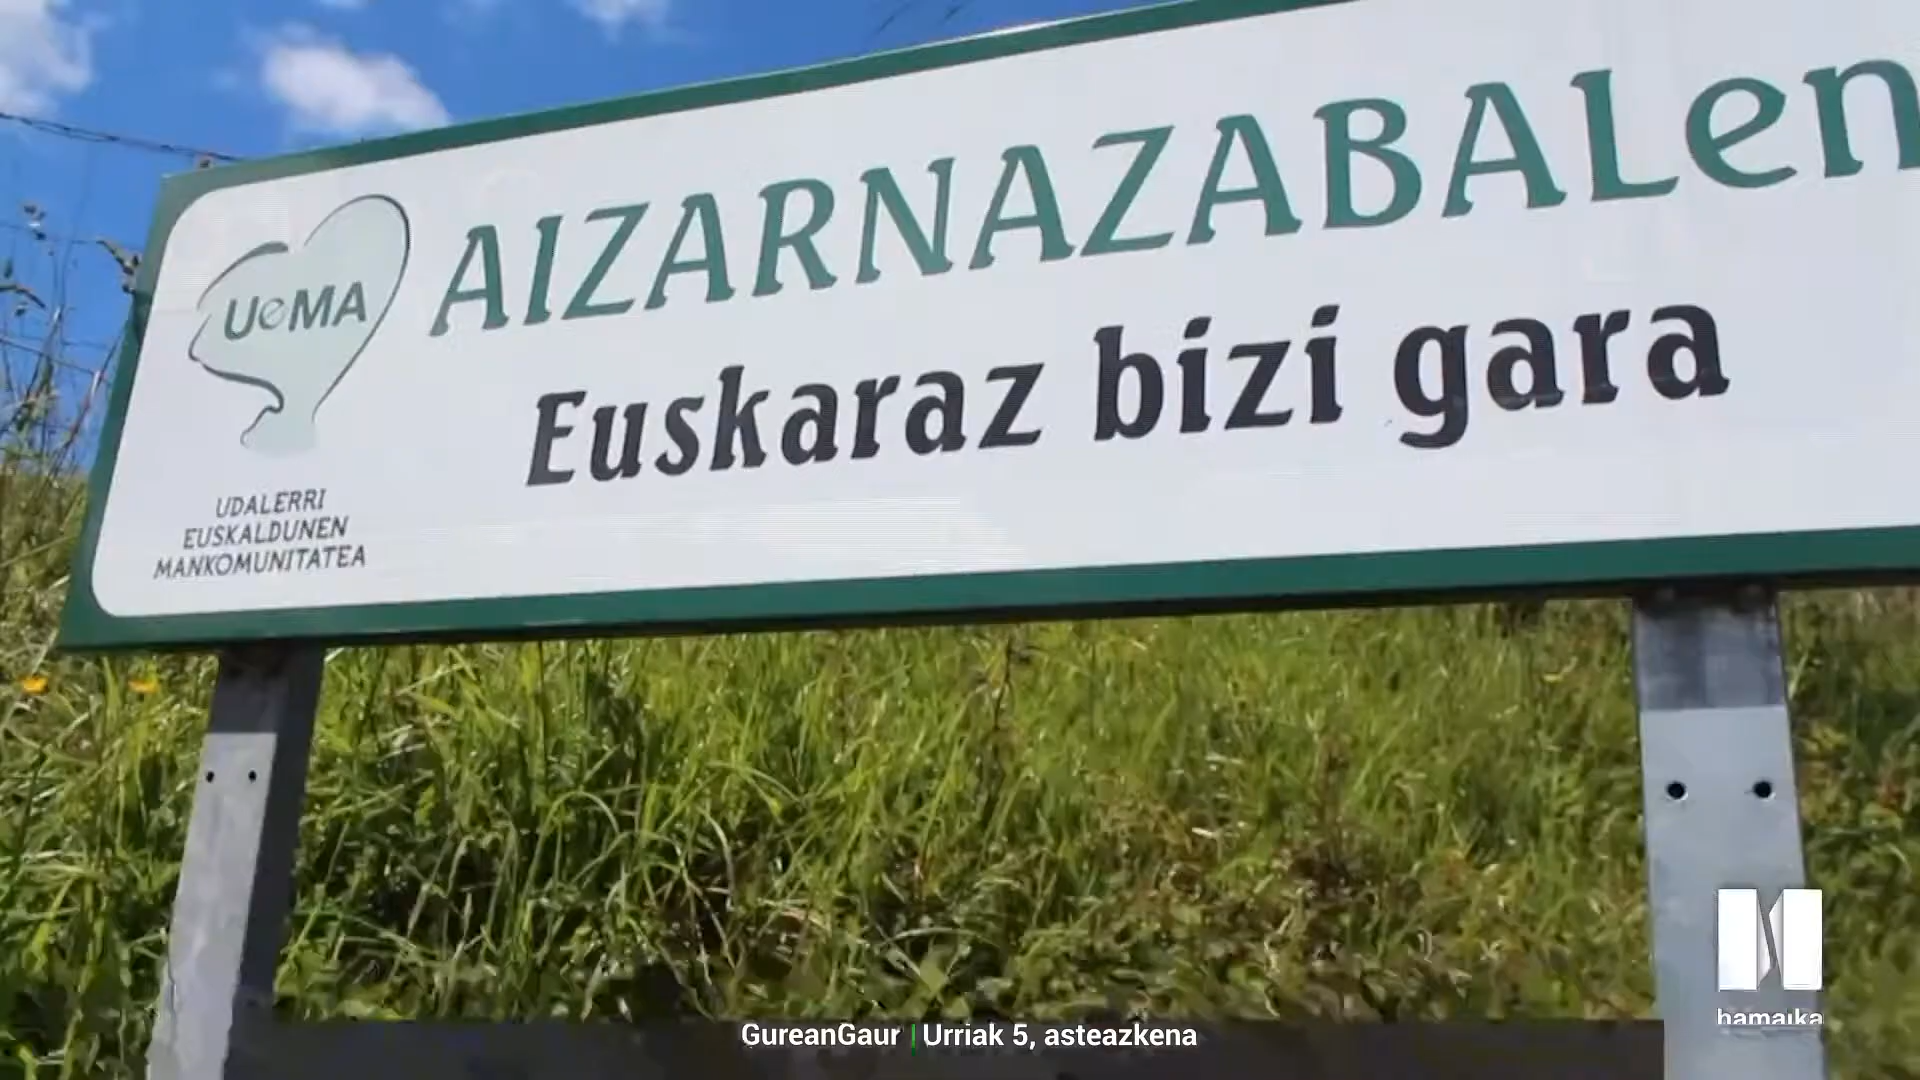 AIZARNAZABALen
Euskaraz bizi gara
UeMA
UDALERRI
EUSKALDUNEN
MANKOMUNITATEA
hamaika
GureanGaur | Urriak 5, asteazkena